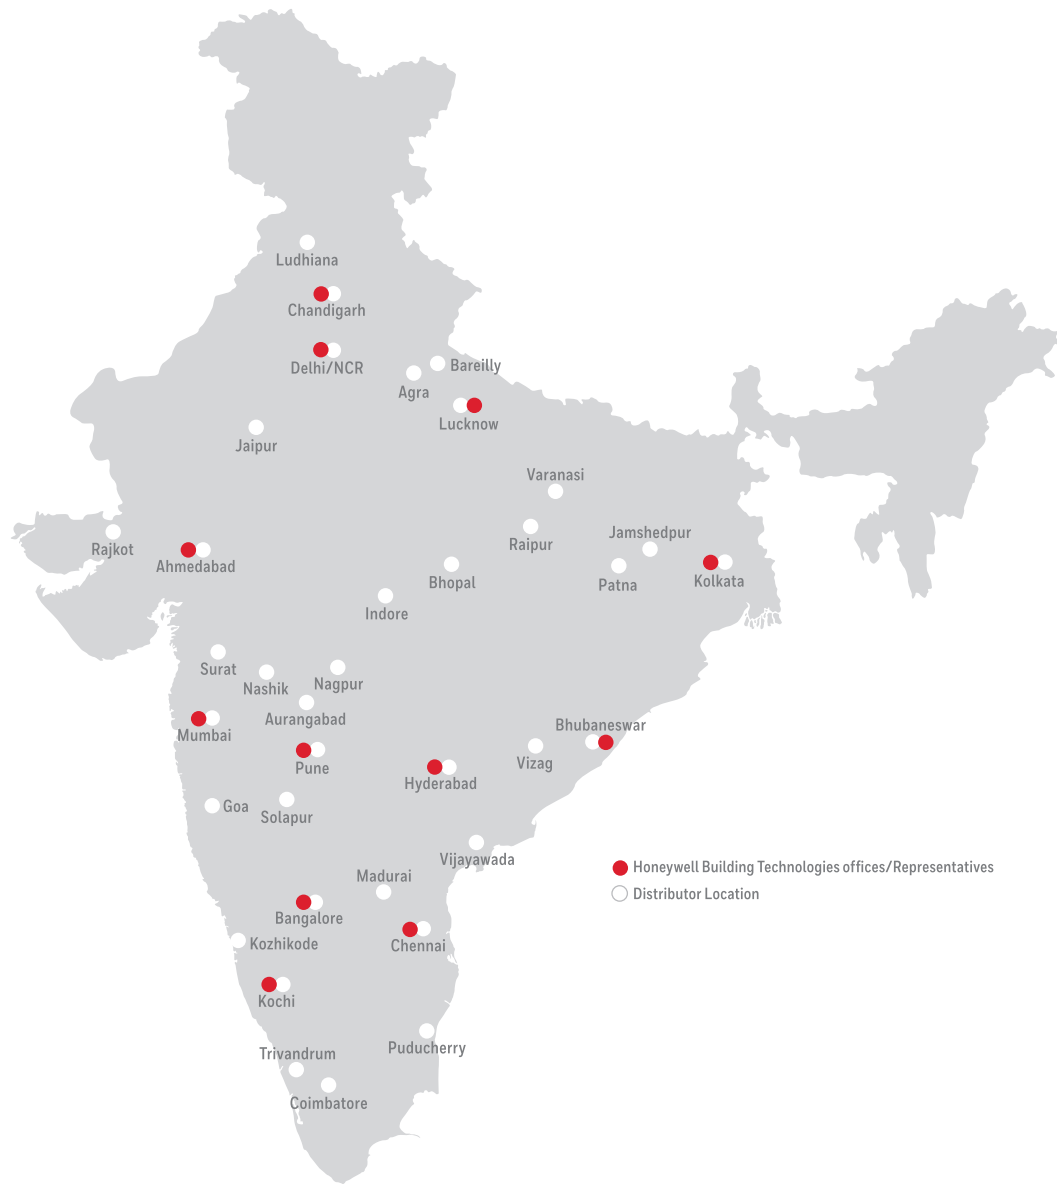 Ludhiana
Chandigarh
Delhi/NCR
Bareilly
Agra
Lucknow
Jaipur
Varanasi
Jamshedpur
Raipur
Rajkot
Ahmedabad
Bhopal
Patna
Kolkata
Indore
Surat
Nashik
Nagpur
Aurangabad
Bhubaneswar
Mumbai
Pune
Vizag
Hyderabad
Goa
Solapur
Vijayawada
Honeywell Building Technologies offices/Representatives
Distributor Location
Madurai
Bangalore
Kozhikode
Chennai
Kochi
Puducherry
Trivandrum
Coimbatore